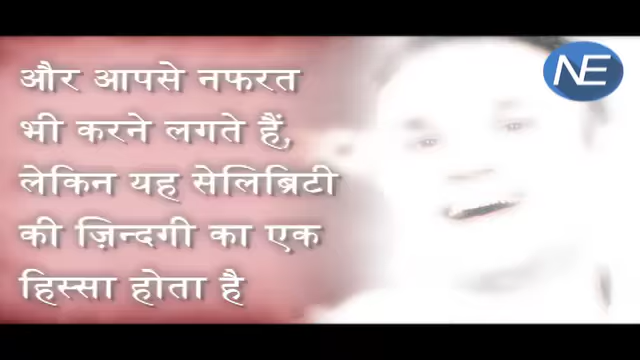 और आपसे नफरत
भी करने लगते हैं,
लेकिन यह सेलिब्रिटी
की ज़िन्दगी का एक
हिस्सा होता है
NE